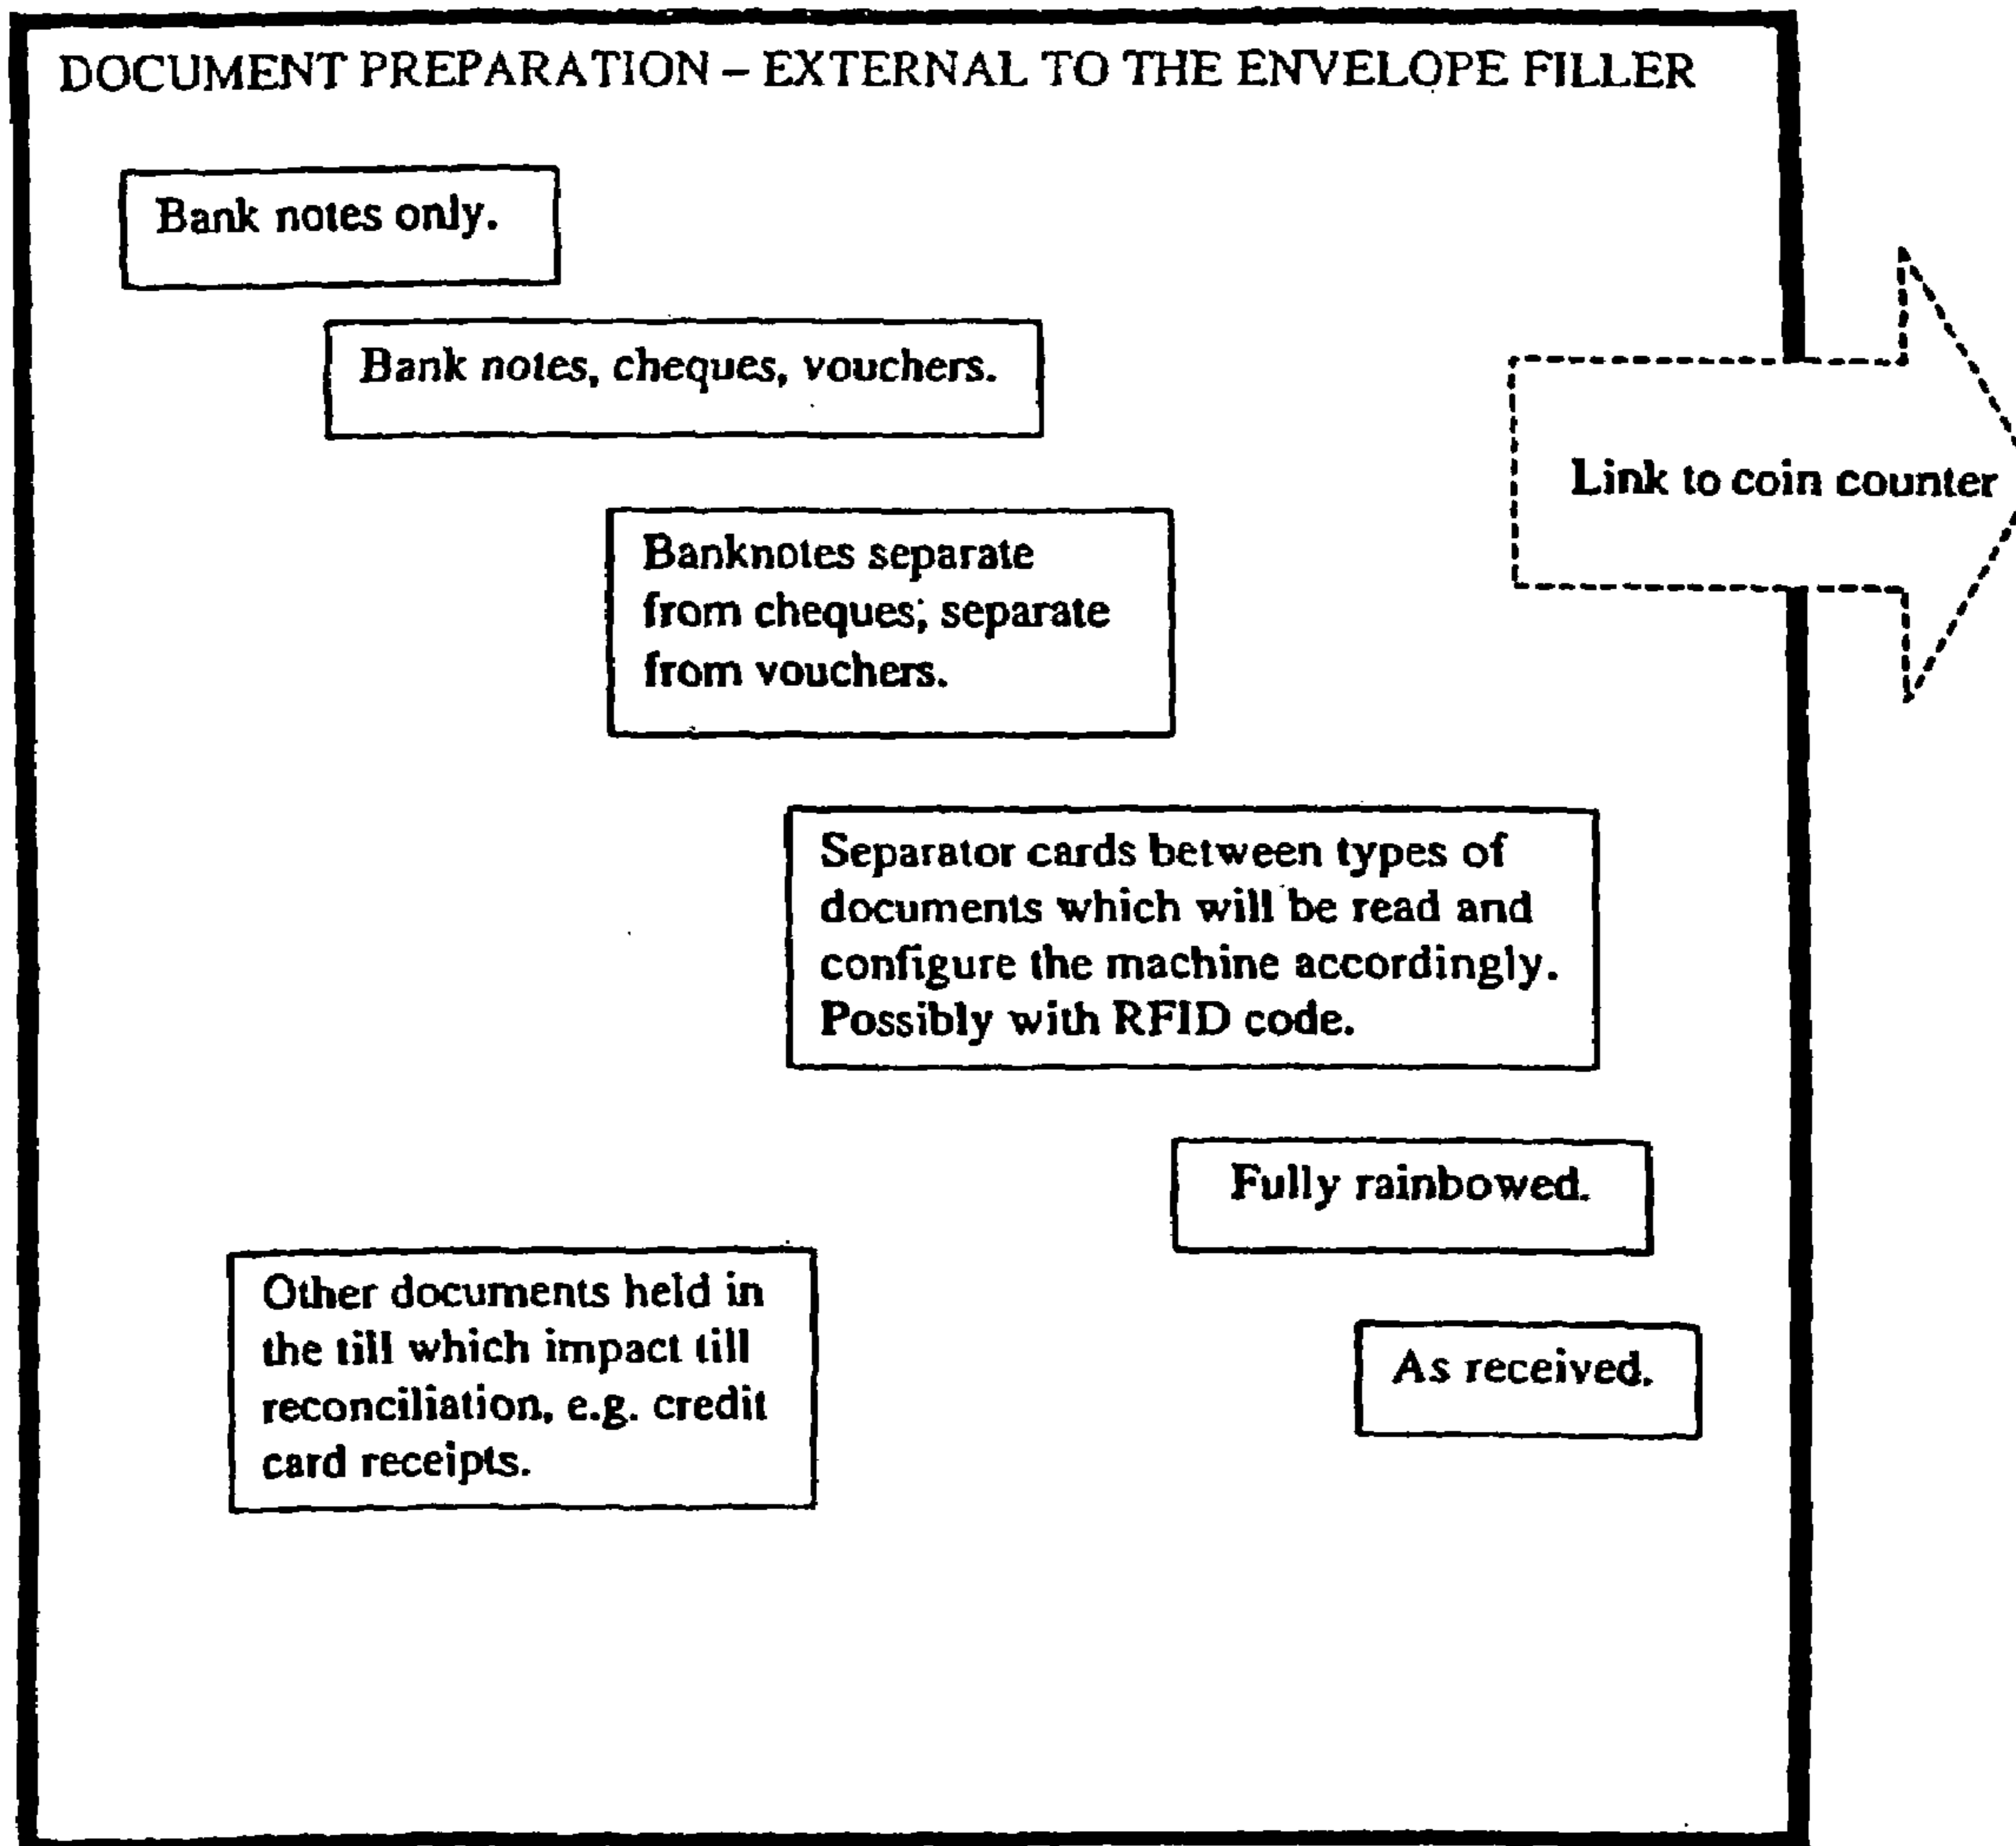 DOCUMENT PREPARATION – EXTERNAL TO THE ENVELOPE FILLER
Bank notes only.
Bank notes, cheques, vouchers.
Link to coin counter
Banknotes separate
from cheques; separate
from vouchers.
Separator cards between types of
documents which will be read and
configure the machine accordingly.
Possibly with RFID code.
Fully rainbowed.
Other documents held in
the till which impact till
reconciliation, e.g. credit
card receipts.
As received.